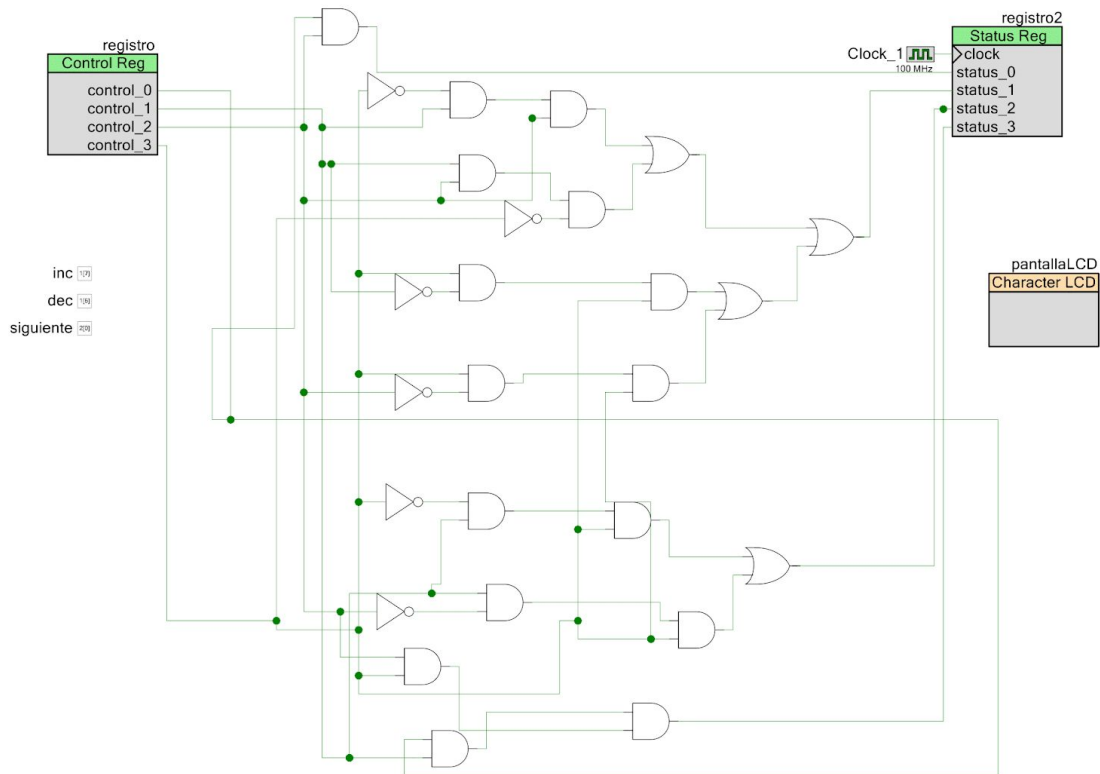 registro
Control Reg
control_0
control_1
control_2
control_3
inc
dec
siguiente
registro2
Status Reg
Clock_1
100 MHz
clock
status_0
status_1
status_2
status_3
pantallaLCD
Character LCD